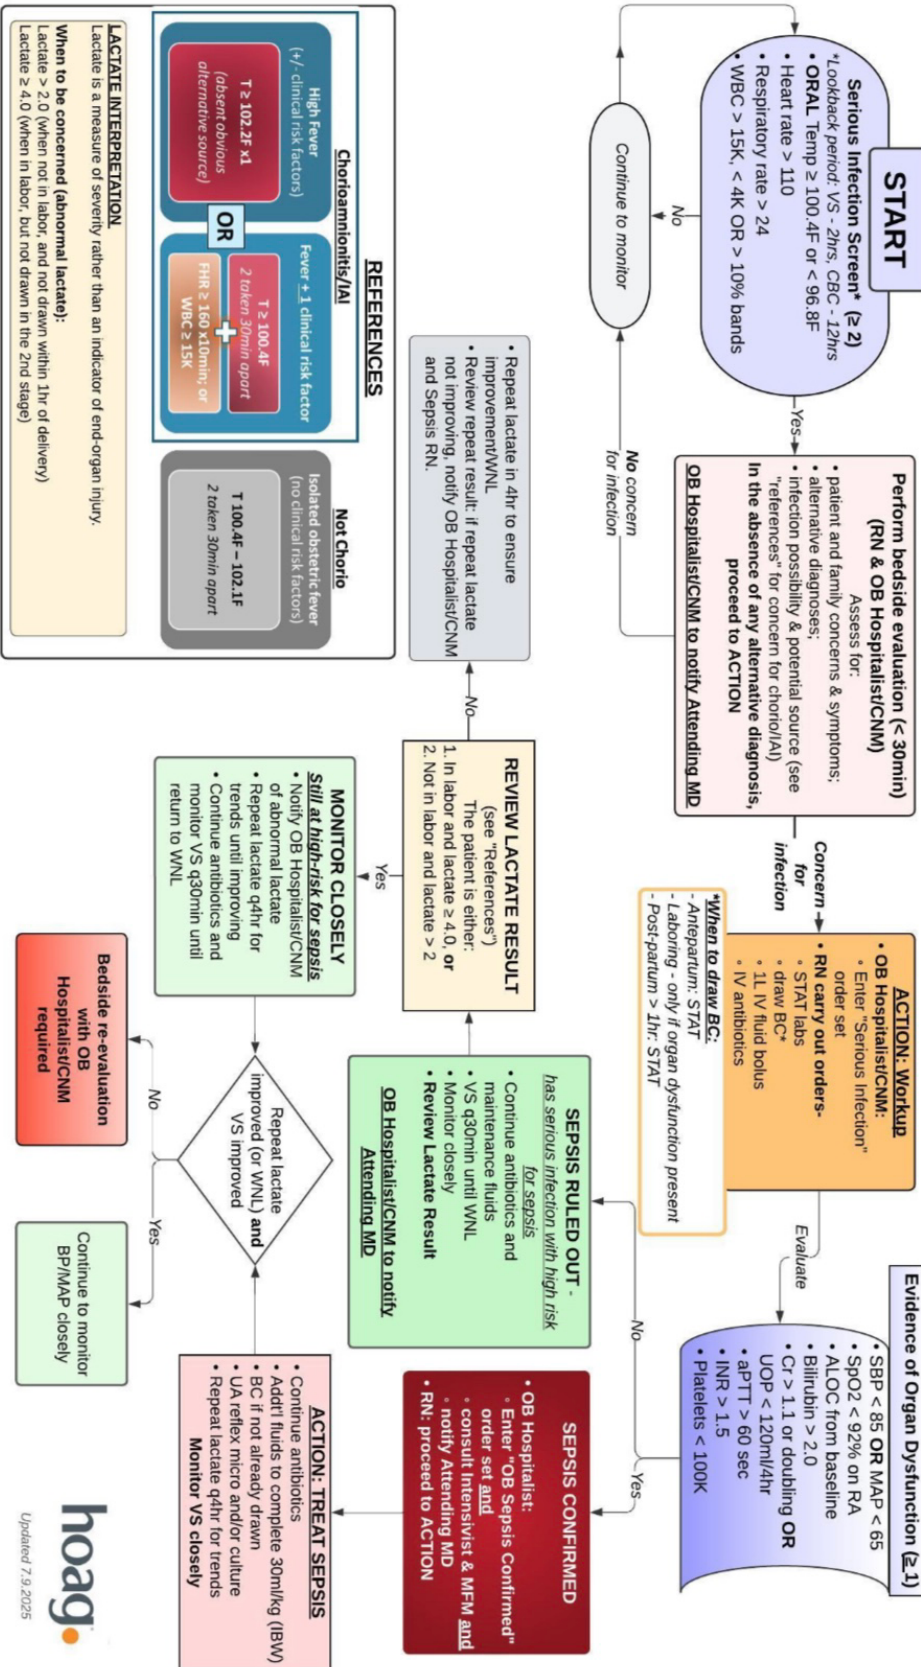 START
Serious Infection Screen* (≥ 2)
*Lookback period: VS - 2hrs, CBC - 12hrs
• ORAL Temp ≥ 100.4F or < 96.8F
• Heart rate > 110
• Respiratory rate > 24
• WBC > 15K, < 4K OR > 10% bands
No
Continue to monitor
Yes
Perform bedside evaluation (< 30min)
(RN & OB Hospitalist/CNM)
Assess for:
• patient and family concerns & symptoms;
• alternative diagnoses;
• infection possibility & potential source (see
"references" for concern for chorio/IAI)
In the absence of any alternative diagnosis,
proceed to ACTION
OB Hospitalist/CNM to notify Attending MD
No concern
for infection
Concern
for
infection
ACTION: Workup
• OB Hospitalist/CNM:
◦ Enter "Serious Infection"
order set
• RN carry out orders-
◦ STAT labs
◦ draw BC*
◦ 1L IV fluid bolus
◦ IV antibiotics
*When to draw BC:
- Antepartum: STAT
- Laboring - only if organ dysfunction present
- Post-partum > 1hr: STAT
Evaluate
Evidence of Organ Dysfunction (≥ 1)
• SBP < 85 OR MAP < 65
• SpO2 < 92% on RA
• ALOC from baseline
• Bilirubin > 2.0
• Cr > 1.1 or doubling OR
UOP < 120ml/4hr
• aPTT > 60 sec
• INR > 1.5
• Platelets < 100K
No
Yes
SEPSIS RULED OUT -
has serious infection with high risk
for sepsis
• Continue antibiotics and
maintenance fluids
• VS q30min until WNL
• Monitor closely
• Review Lactate Result
OB Hospitalist/CNM to notify
Attending MD
SEPSIS CONFIRMED
• OB Hospitalist:
◦ Enter "OB Sepsis Confirmed"
order set and
◦ consult Intensivist & MFM and
◦ notify Attending MD
• RN: proceed to ACTION
REVIEW LACTATE RESULT
(see "References")
The patient is either:
1. In labor and lactate ≥ 4.0, or
2. Not in labor and lactate > 2
No
• Repeat lactate in 4hr to ensure
improvement/WNL
• Review repeat result: if repeat lactate
not improving, notify OB Hospitalist/CNM
and Sepsis RN.
Yes
MONITOR CLOSELY
Still at high-risk for sepsis
• Notify OB Hospitalist/CNM
of abnormal lactate
• Repeat lactate q4hr for
trends until improving
• Continue antibiotics and
monitor VS q30min until
return to WNL
Repeat lactate
improved (or WNL) and
VS improved
ACTION: TREAT SEPSIS
• Continue antibiotics
• Addt'l fluids to complete 30ml/kg (IBW)
• BC if not already drawn
• UA reflex micro and/or culture
• Repeat lactate q4hr for trends
Monitor VS closely
No
Bedside re-evaluation
with OB
Hospitalist/CNM
required
Yes
Continue to monitor
BP/MAP closely
REFERENCES
Chorioamnionitis/IAI
High Fever
(+/- clinical risk factors)
T ≥ 102.2F x1
(absent obvious
alternative source)
OR
Fever + 1 clinical risk factor
T ≥ 100.4F
2 taken 30min apart
+
FHR ≥ 160 x10min; or
WBC ≥ 15K
Not Chorio
Isolated obstetric fever
(no clinical risk factors)
T 100.4F – 102.1F
2 taken 30min apart
LACTATE INTERPRETATION
Lactate is a measure of severity rather than an indicator of end-organ injury.
When to be concerned (abnormal lactate):
Lactate > 2.0 (when not in labor, and not drawn within 1hr of delivery)
Lactate ≥ 4.0 (when in labor, but not drawn in the 2nd stage)
hoag
Updated 7.9.2025